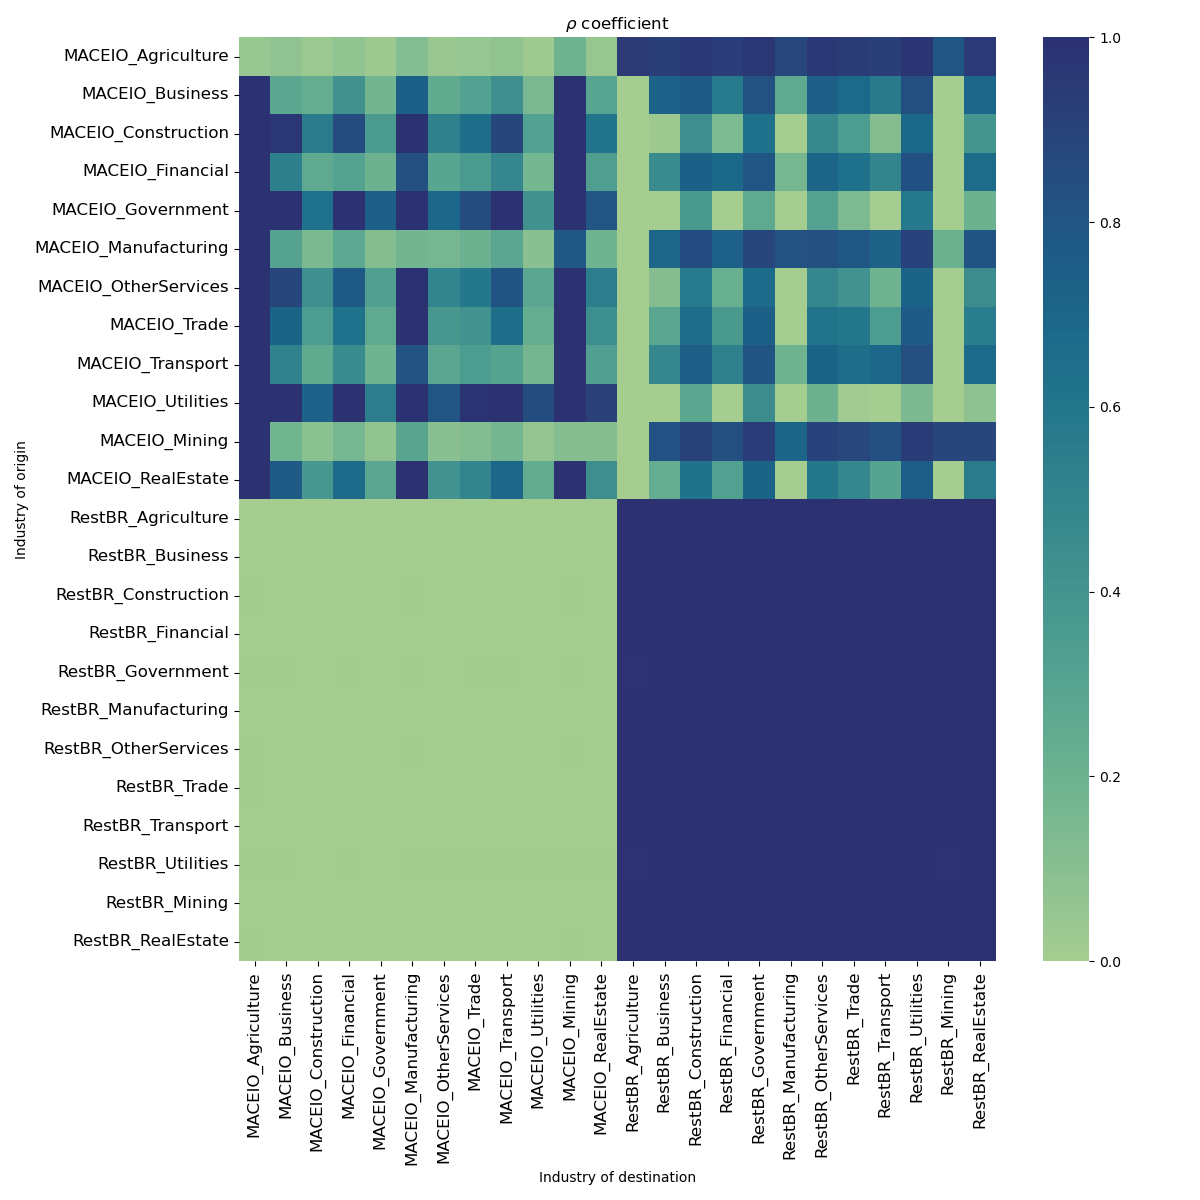 ρ coefficient
MACEIO_Agriculture
MACEIO_Business
MACEIO_Construction
MACEIO_Financial
MACEIO_Government
MACEIO_Manufacturing
MACEIO_OtherServices
MACEIO_Trade
MACEIO_Transport
MACEIO_Utilities
MACEIO_Mining
MACEIO_RealEstate
RestBR_Agriculture
RestBR_Business
RestBR_Construction
RestBR_Financial
RestBR_Government
RestBR_Manufacturing
RestBR_OtherServices
RestBR_Trade
RestBR_Transport
RestBR_Utilities
RestBR_Mining
RestBR_RealEstate
Industry of origin
MACEIO_Agriculture
MACEIO_Business
MACEIO_Construction
MACEIO_Financial
MACEIO_Government
MACEIO_Manufacturing
MACEIO_OtherServices
MACEIO_Trade
MACEIO_Transport
MACEIO_Utilities
MACEIO_Mining
MACEIO_RealEstate
RestBR_Agriculture
RestBR_Business
RestBR_Construction
RestBR_Financial
RestBR_Government
RestBR_Manufacturing
RestBR_OtherServices
RestBR_Trade
RestBR_Transport
RestBR_Utilities
RestBR_Mining
RestBR_RealEstate
Industry of destination
1.0
0.8
0.6
0.4
0.2
0.0